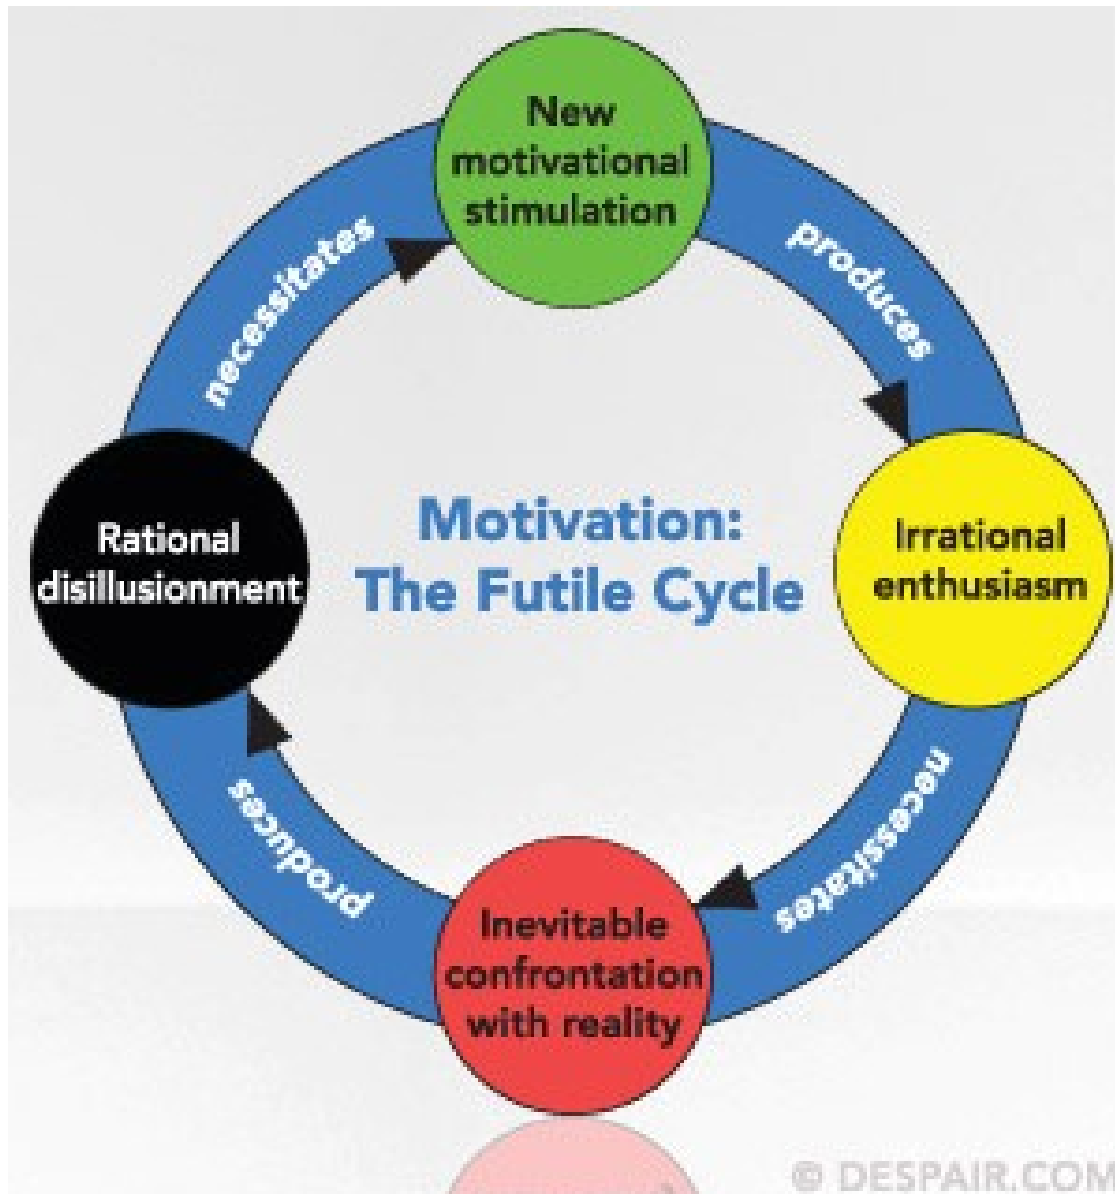 New
motivational
stimulation
produces
Irrational
enthusiasm
necessitates
Inevitable
confrontation
with reality
produces
Rational
disillusionment
necessitates
Motivation:
The Futile Cycle
© DESPAIR.COM